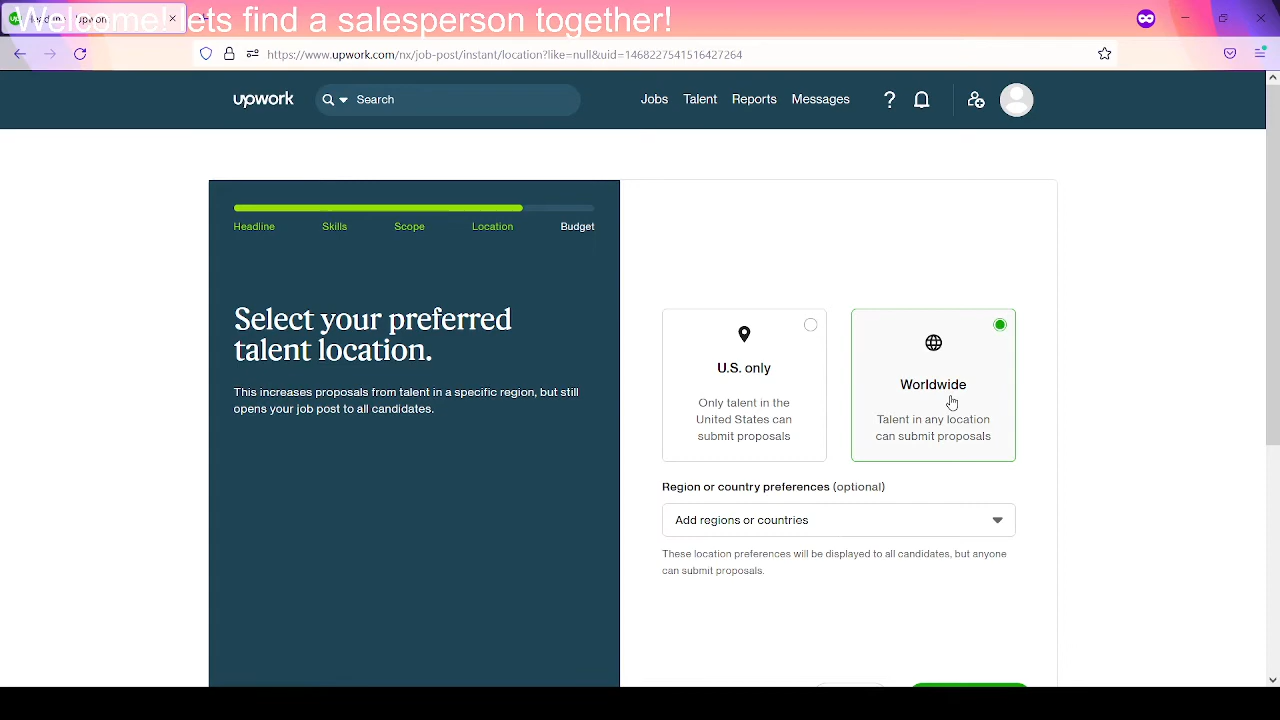 Welcome! lets find a salesperson together!
https://www.upwork.com/nx/job-post/instant/location?like=null&uid=1468227541516427264
upwork
Search
Jobs
Talent
Reports
Messages
?
Headline
Skills
Scope
Location
Budget
Select your preferred
talent location.
This increases proposals from talent in a specific region, but still
opens your job post to all candidates.
U.S. only
Only talent in the
United States can
submit proposals
Worldwide
Talent in any location
can submit proposals
Region or country preferences (optional)
Add regions or countries
These location preferences will be displayed to all candidates, but anyone
can submit proposals.